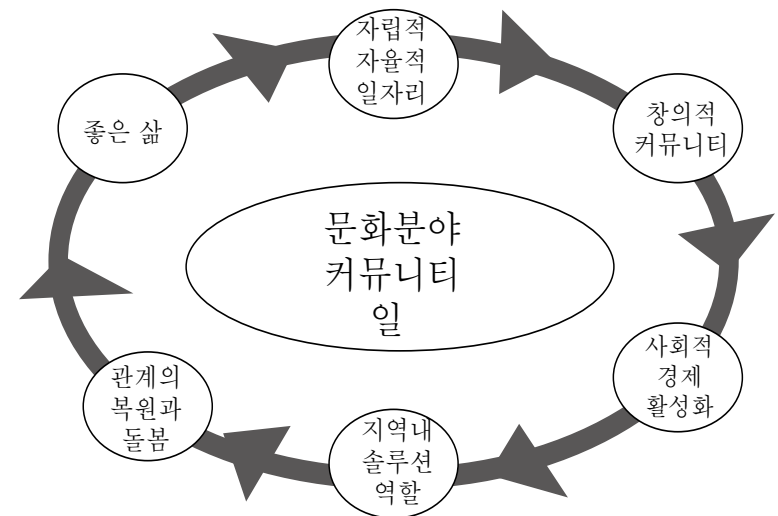 자립적
자율적
일자리
창의적
커뮤니티
사회적
경제
활성화
지역내
솔루션
역할
관계의
복원과
돌봄
좋은 삶
문화분야
커뮤니티
일